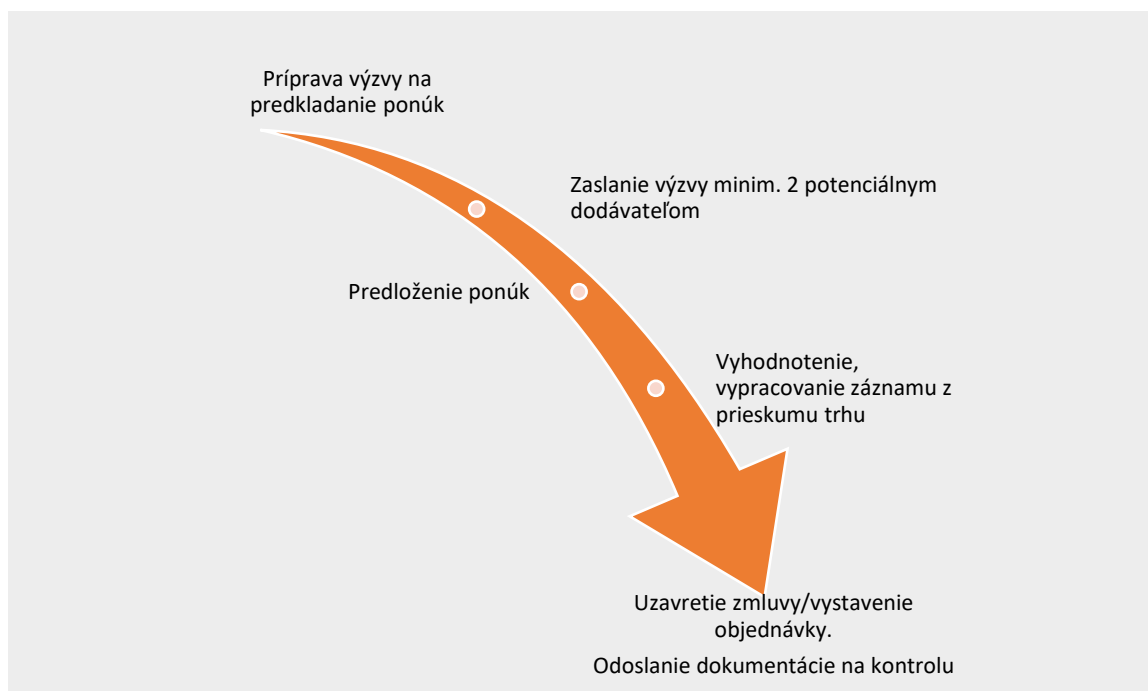 Príprava výzvy na
predkladanie ponúk
Zaslanie výzvy minim. 2 potenciálnym
dodávateľom
Predloženie ponúk
Vyhodnotenie,
vypracovanie záznamu z
prieskumu trhu
Uzavretie zmluvy/vystavenie
objednávky.
Odoslanie dokumentácie na kontrolu